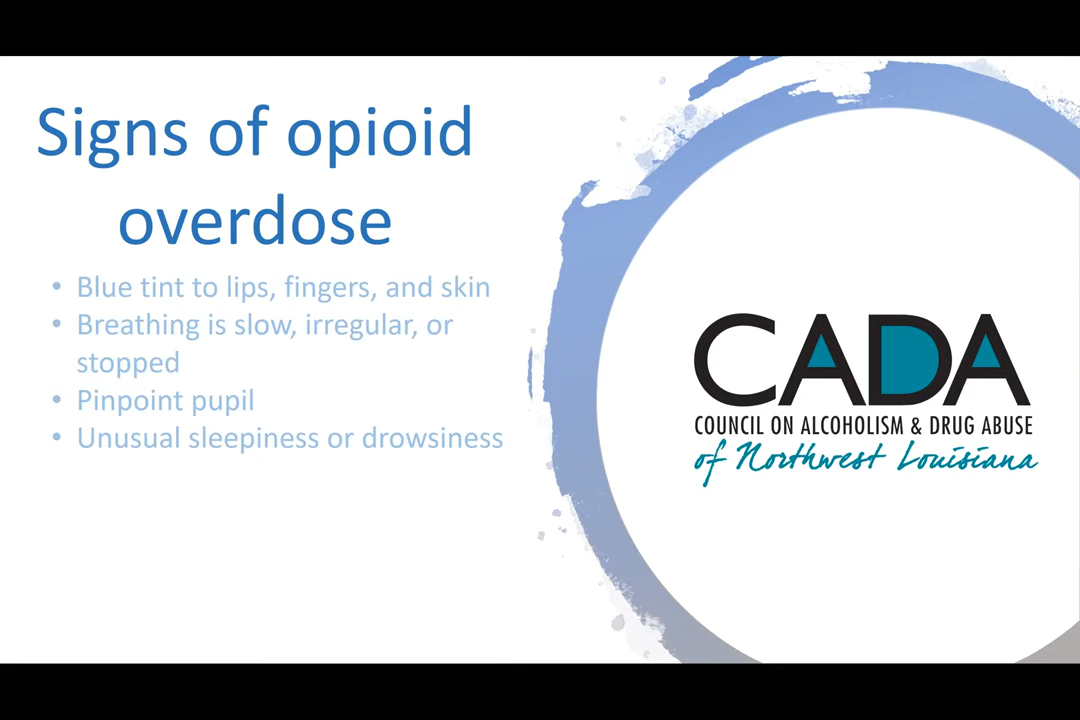 Signs of opioid
overdose
• Blue tint to lips, fingers, and skin
• Breathing is slow, irregular, or
stopped
• Pinpoint pupil
• Unusual sleepiness or drowsiness
CADA
COUNCIL ON ALCOHOLISM & DRUG ABUSE
of Northwest Louisiana